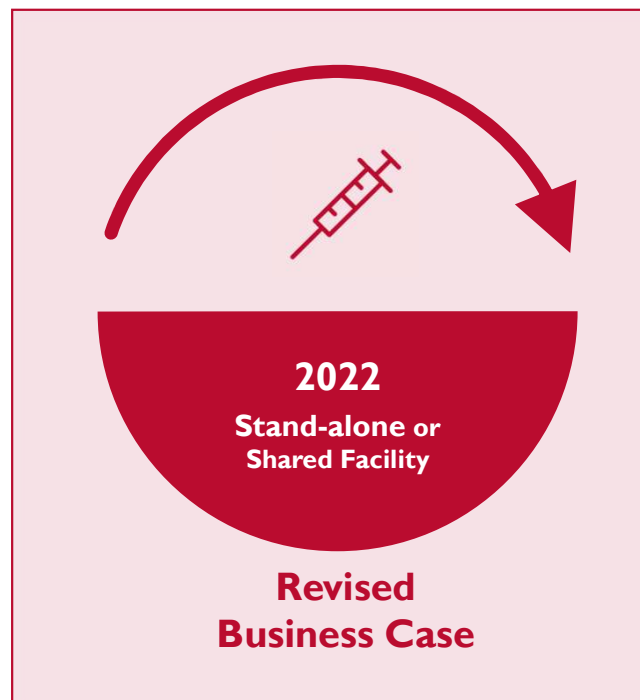 2022
Stand-alone or
Shared Facility
Revised
Business Case